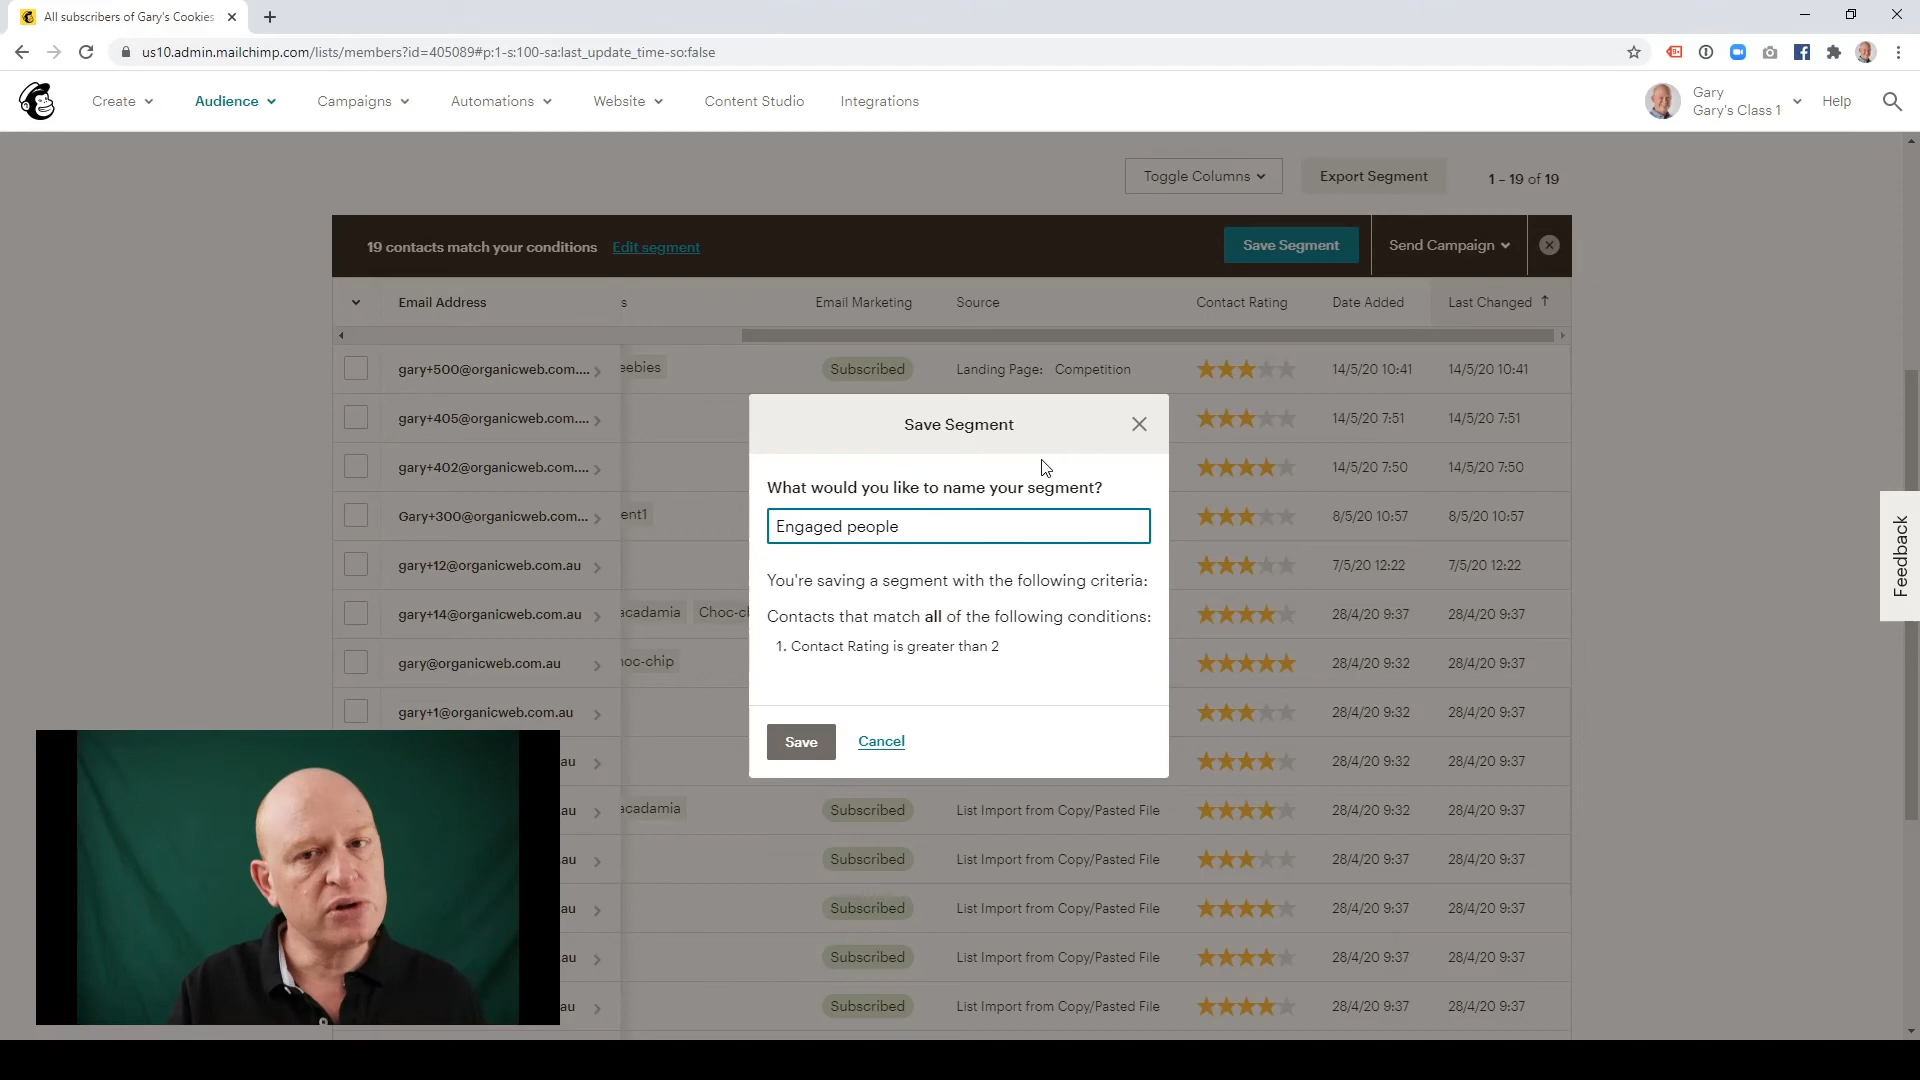 All subscribers of Gary's Cookies
us10.admin.mailchimp.com/lists/members?id=405089#p:1-s:100-sa:last_update_time-so:false
Create Audience Campaigns Automations Website Content Studio Integrations
Gary
Gary's Class 1
Help
Toggle Columns Export Segment 1 – 19 of 19
19 contacts match your conditions Edit segment Save Segment Send Campaign
Email Address s Email Marketing Source Contact Rating Date Added Last Changed
gary+500@organicweb.com.... eebies Subscribed Landing Page: Competition 14/5/20 10:41 14/5/20 10:41
gary+405@organicweb.com.... 14/5/20 7:51 14/5/20 7:51
gary+402@organicweb.com.... 14/5/20 7:50 14/5/20 7:50
Gary+300@organicweb.com... ent1 8/5/20 10:57 8/5/20 10:57
gary+12@organicweb.com.au 7/5/20 12:22 7/5/20 12:22
gary+14@organicweb.com.au acadamia Choc-cl 28/4/20 9:37 28/4/20 9:37
gary@organicweb.com.au oc-chip 28/4/20 9:32 28/4/20 9:37
gary+1@organicweb.com.au 28/4/20 9:32 28/4/20 9:37
au 28/4/20 9:32 28/4/20 9:37
au acadamia Subscribed List Import from Copy/Pasted File 28/4/20 9:32 28/4/20 9:37
au Subscribed List Import from Copy/Pasted File 28/4/20 9:37 28/4/20 9:37
au Subscribed List Import from Copy/Pasted File 28/4/20 9:37 28/4/20 9:37
au Subscribed List Import from Copy/Pasted File 28/4/20 9:37 28/4/20 9:37
au Subscribed List Import from Copy/Pasted File 28/4/20 9:37 28/4/20 9:37
Save Segment
What would you like to name your segment?
Engaged people
You're saving a segment with the following criteria:
Contacts that match all of the following conditions:
1. Contact Rating is greater than 2
Save Cancel
Feedback